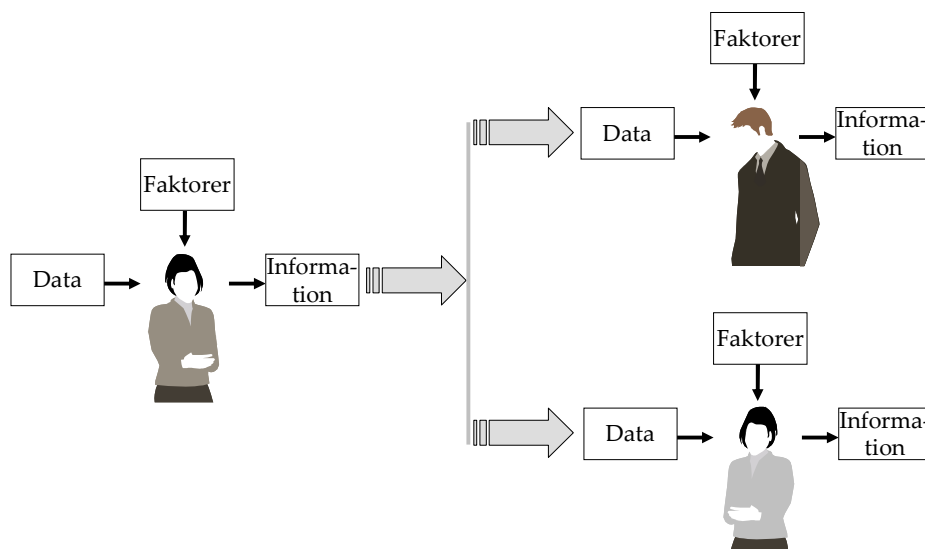 Faktorer
Data
Informa-
tion
Faktorer
Data
Informa-
tion
Faktorer
Data
Informa-
tion